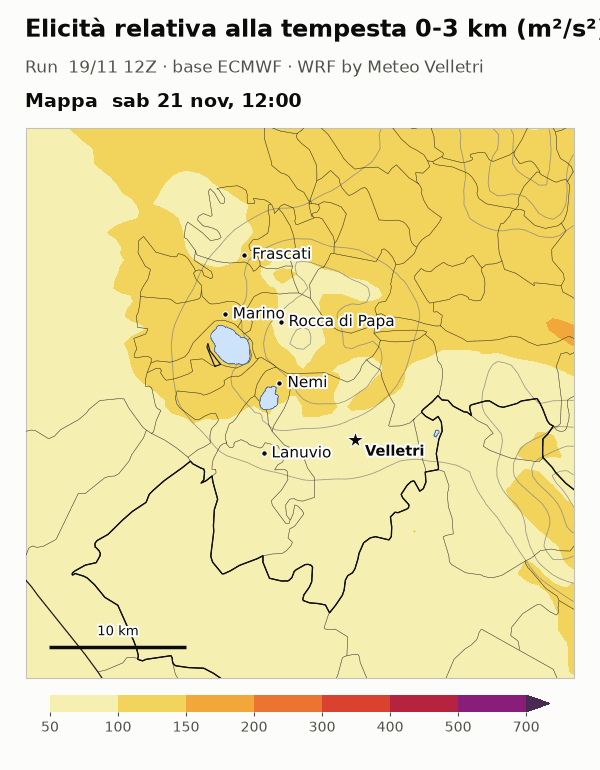 Elicità relativa alla tempesta 0-3 km (m²/s²)
Run 19/11 12Z · base ECMWF · WRF by Meteo Velletri
Mappa sab 21 nov, 12:00
Frascati
Marino
Rocca di Papa
Nemi
Velletri
Lanuvio
10 km
50 100 150 200 300 400 500 700